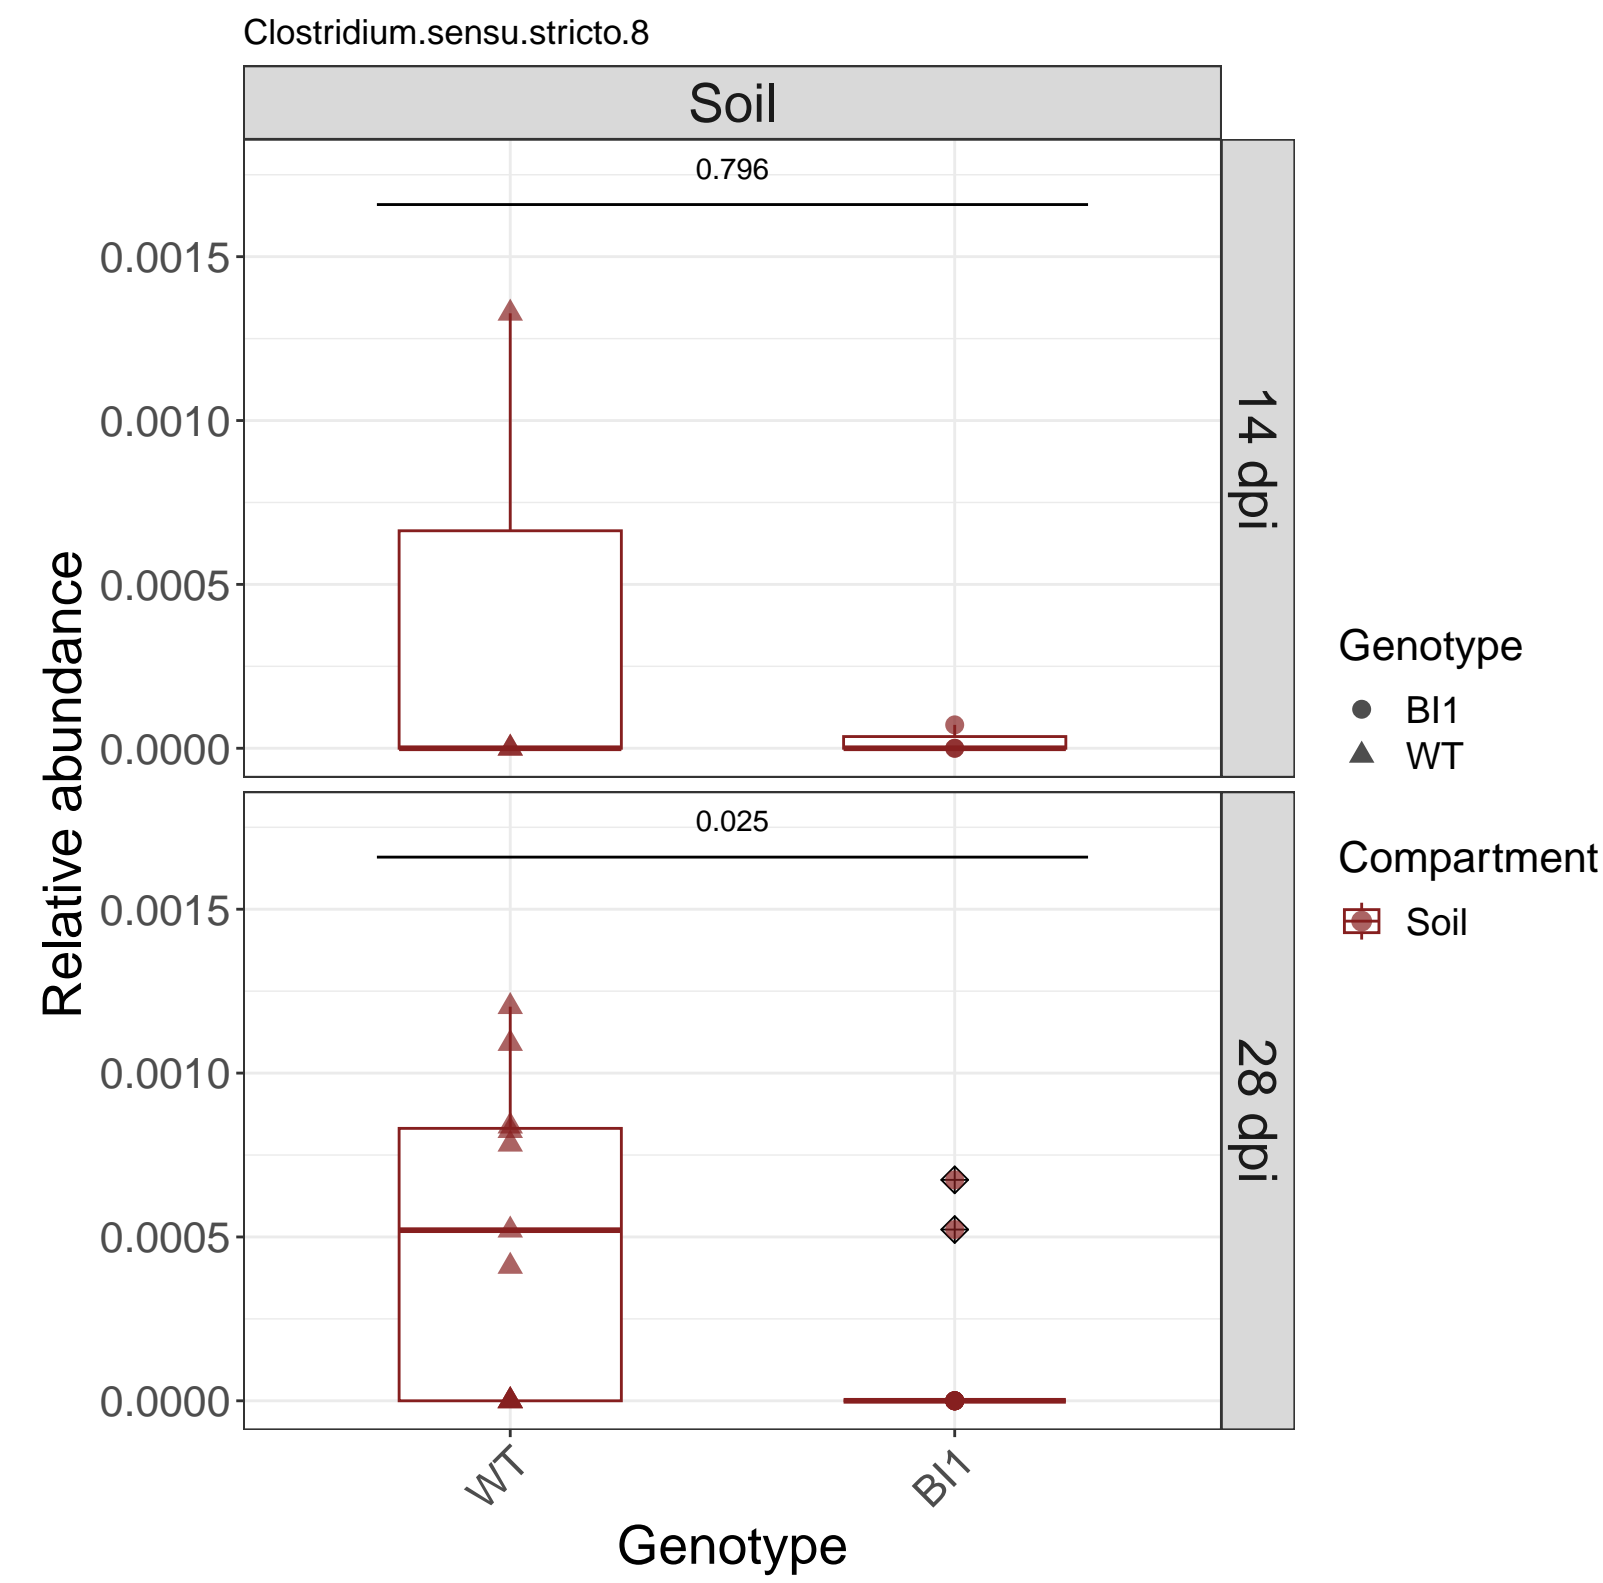 Clostridium.sensu.stricto.8
Soil
0.796
0.0015
0.0010
0.0005
0.0000
14 dpi
0.025
0.0015
0.0010
0.0005
0.0000
28 dpi
Relative abundance
WT
BI1
Genotype
Genotype
BI1
WT
Compartment
Soil